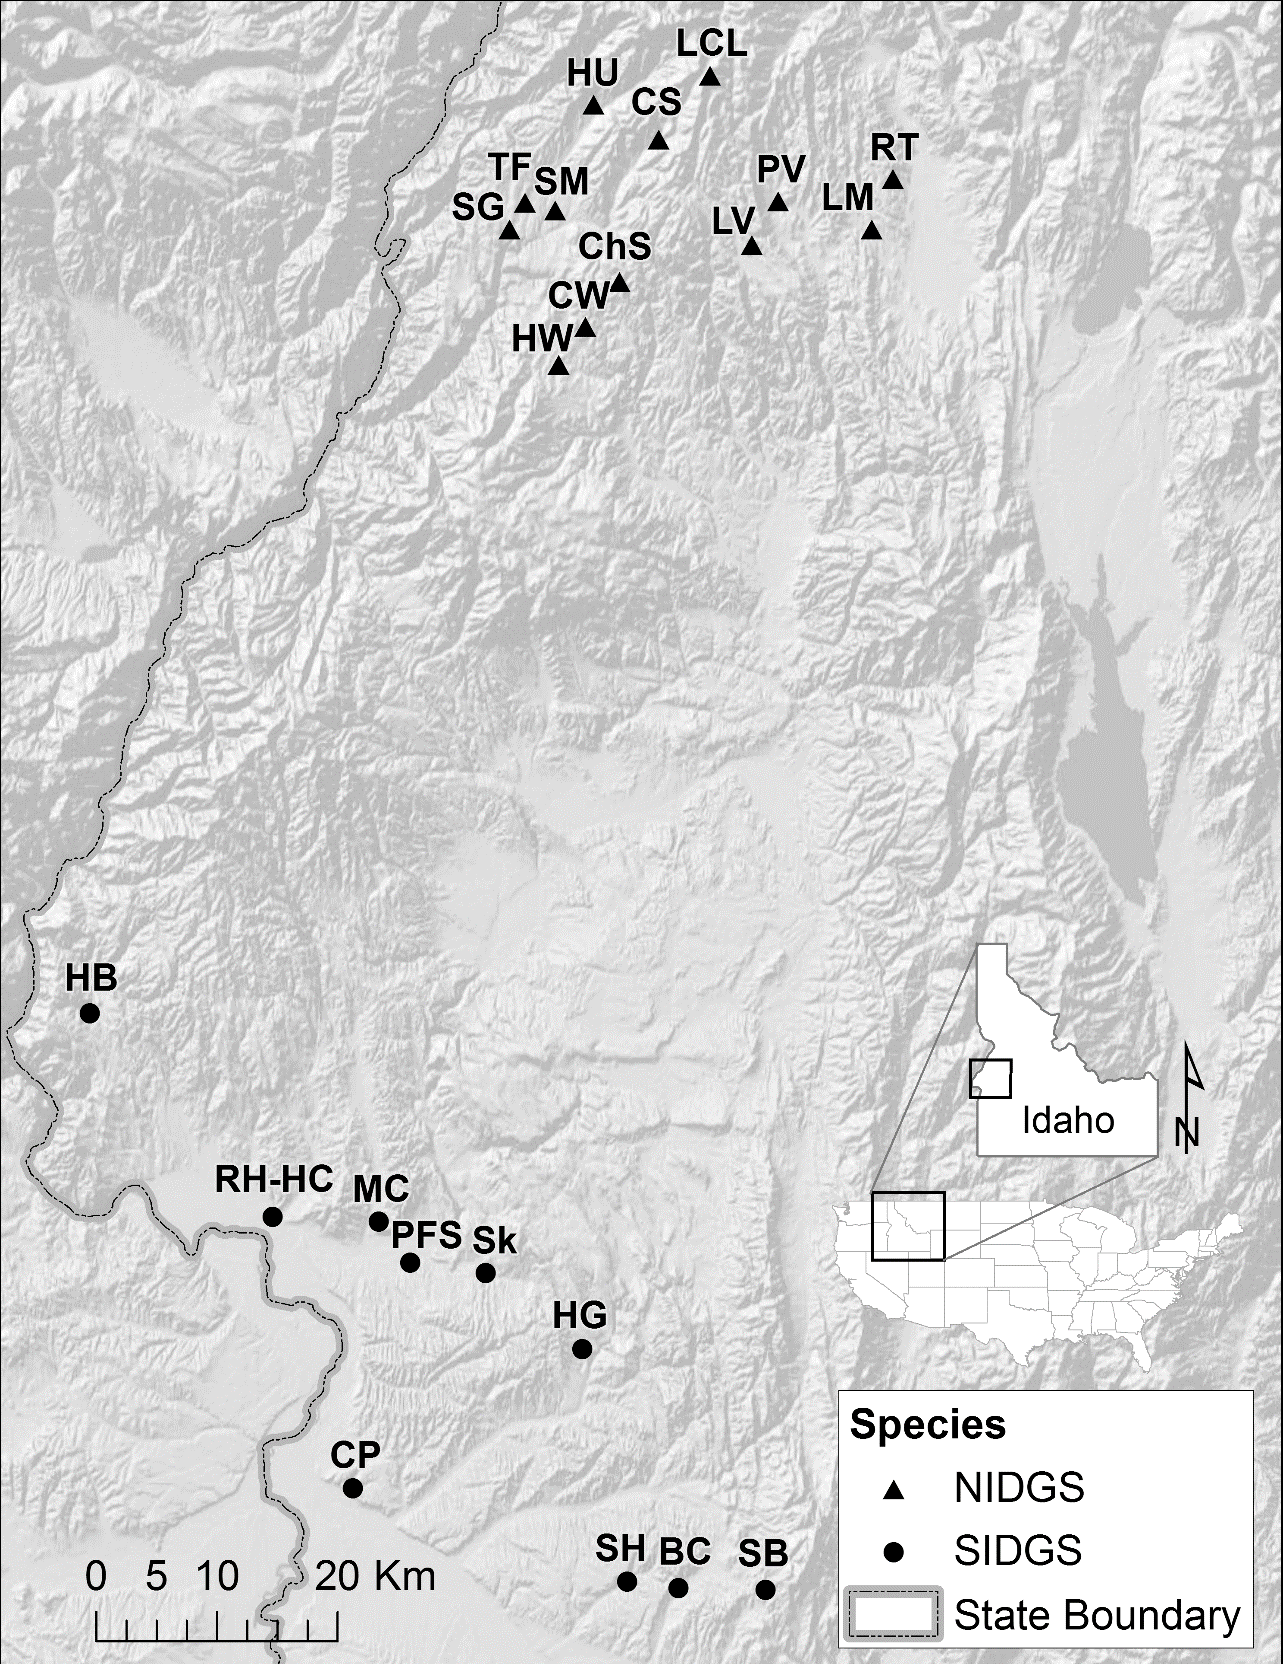 LCL
HU
CS
RT
TF
SM
PV
LM
SG
LV
ChS
CW
HW
HB
Idaho
N
RH-HC
MC
PFS
Sk
HG
CP
SH
BC
SB
0 5 10 20 Km
Species
NIDGS
SIDGS
State Boundary